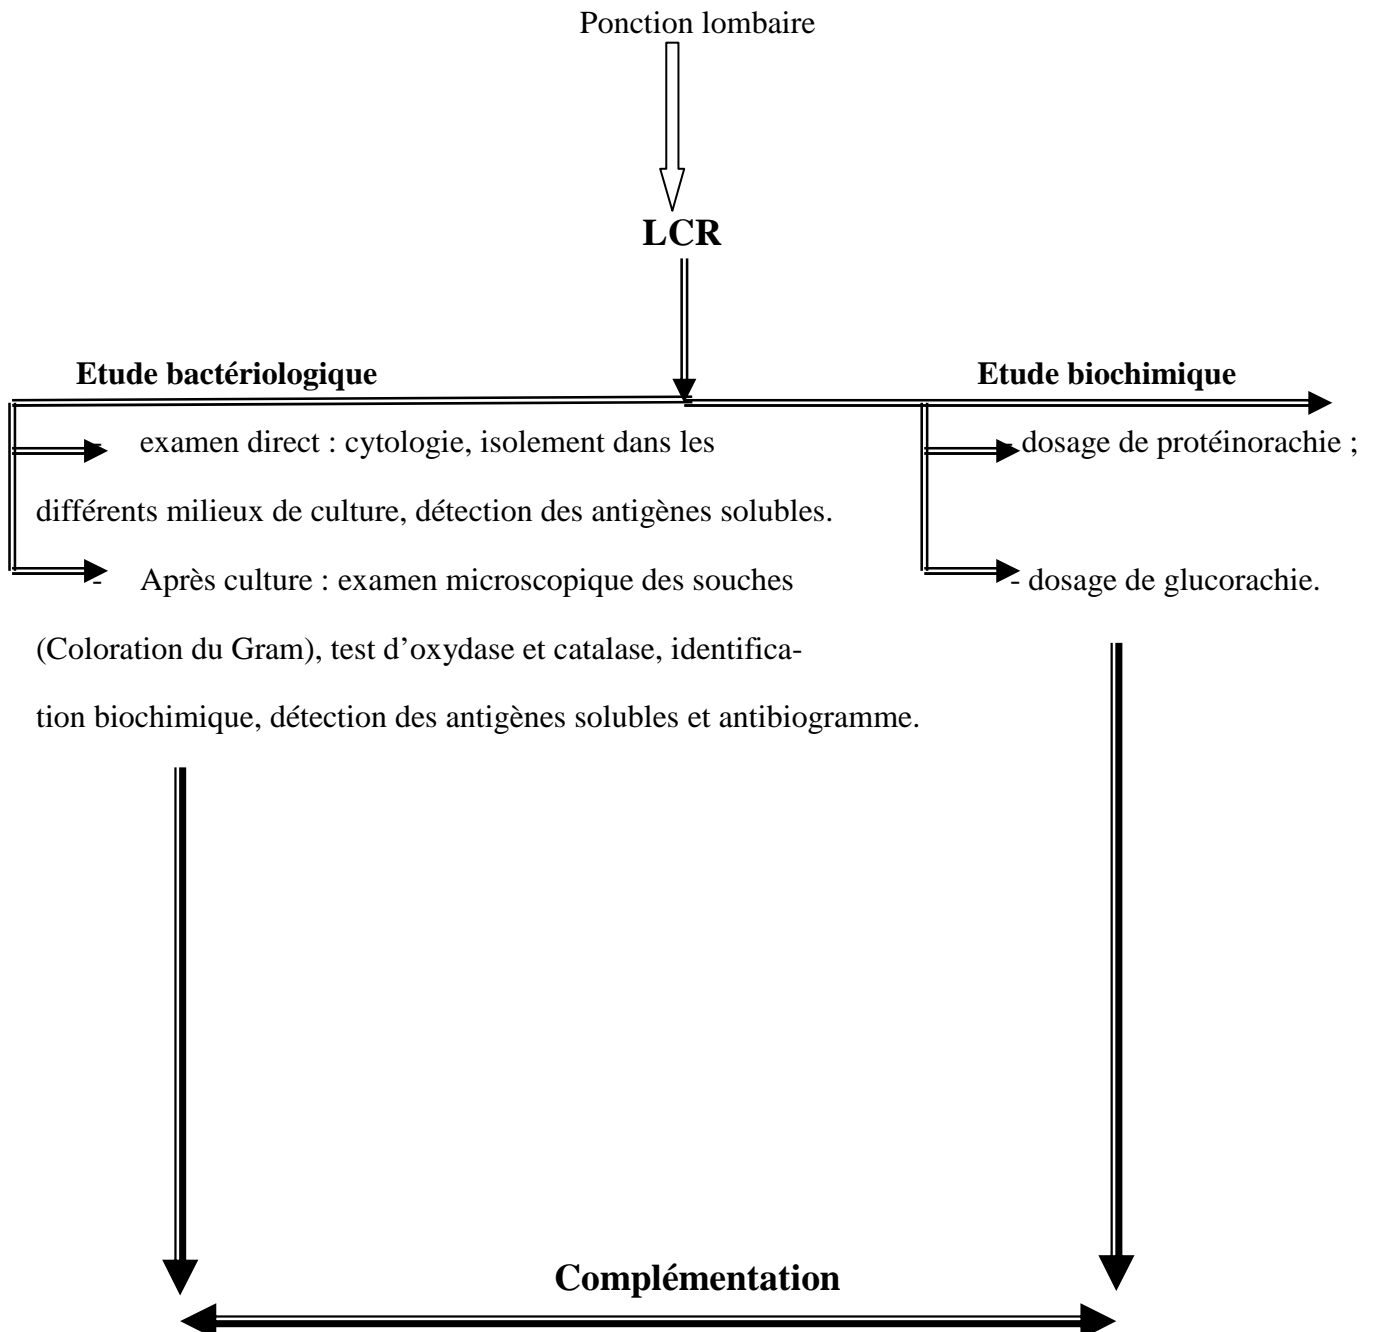 Ponction lombaire
LCR
Etude bactériologique
- examen direct : cytologie, isolement dans les
différents milieux de culture, détection des antigènes solubles.
- Après culture : examen microscopique des souches
(Coloration du Gram), test d’oxydase et catalase, identifica-
tion biochimique, détection des antigènes solubles et antibiogramme.
Etude biochimique
- dosage de protéinorachie ;
- dosage de glucorachie.
Complémentation